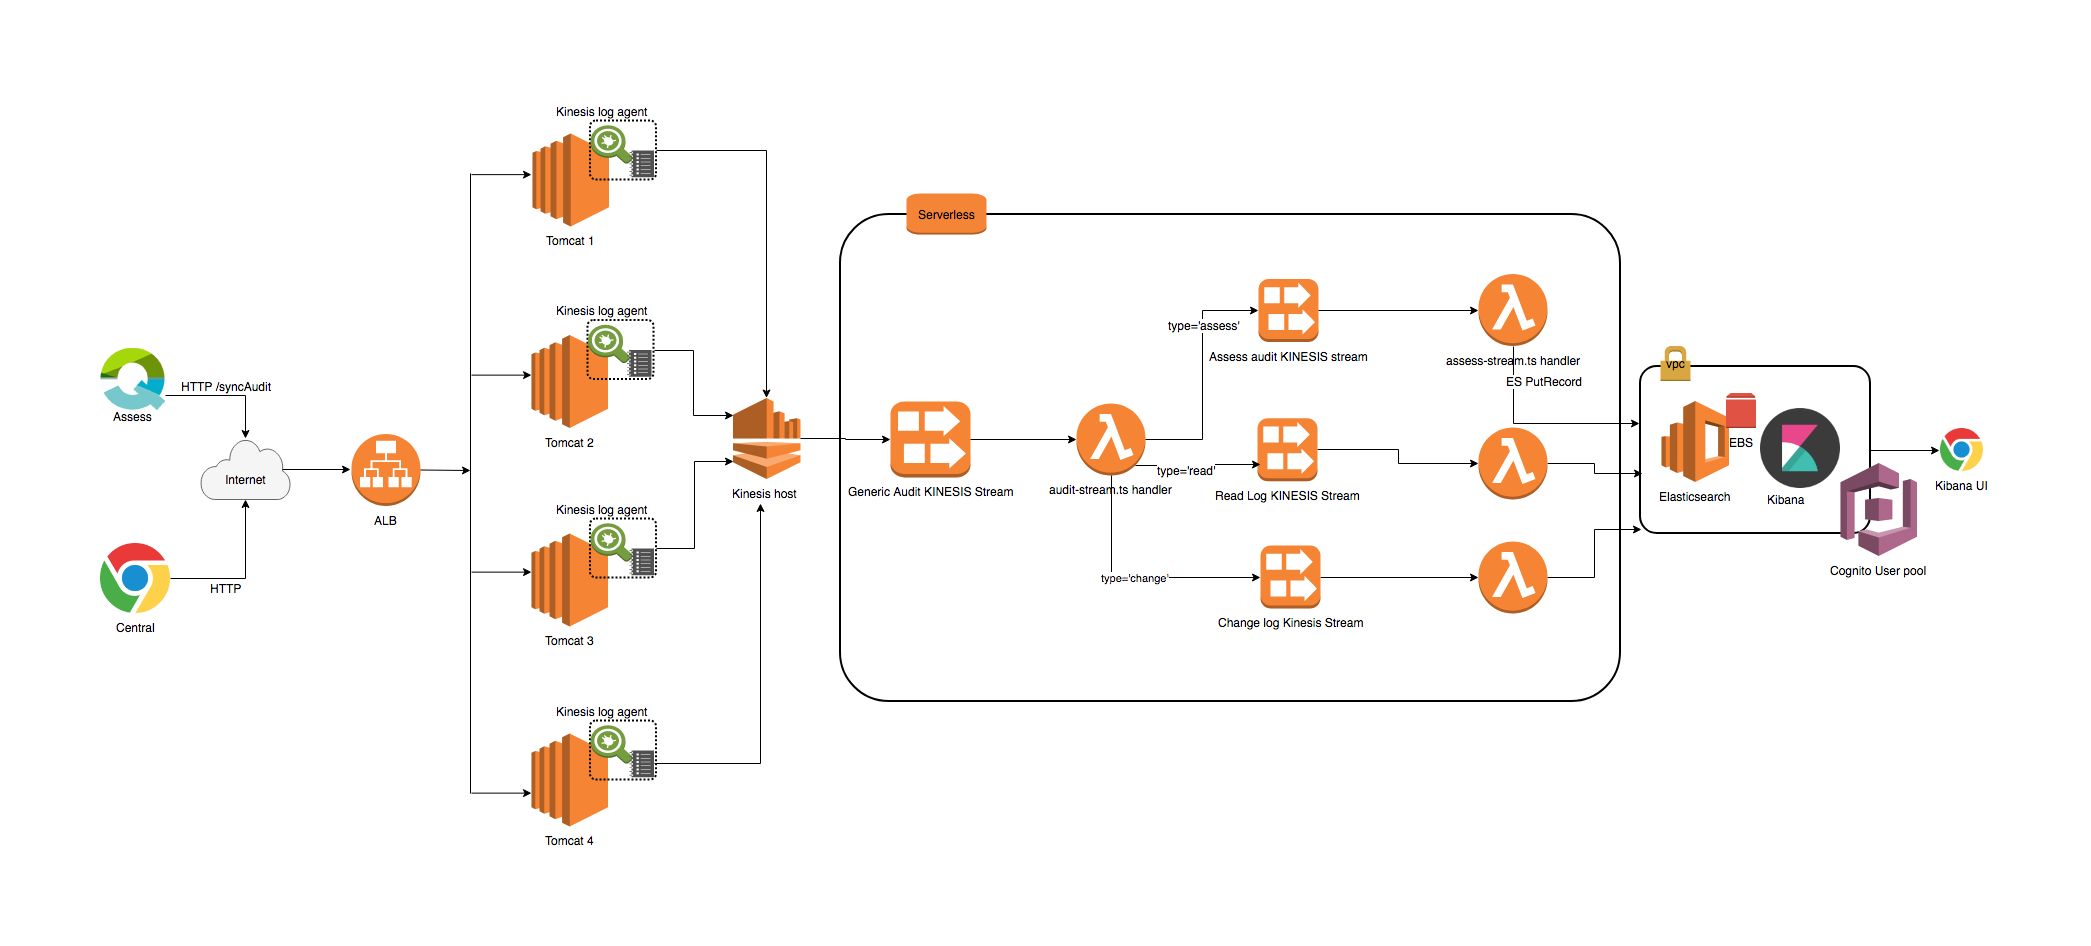 Kinesis log agent
Tomcat 1
Kinesis log agent
Tomcat 2
Kinesis log agent
Tomcat 3
Kinesis log agent
Tomcat 4
HTTP /syncAudit
Assess
Internet
HTTP
Central
ALB
Kinesis host
Serverless
Generic Audit KINESIS Stream
audit-stream.ts handler
type='assess'
Assess audit KINESIS stream
assess-stream.ts handler
ES PutRecord
type='read'
Read Log KINESIS Stream
type='change'
Change log Kinesis Stream
vpc
EBS
Elasticsearch
Kibana
Cognito User pool
Kibana UI